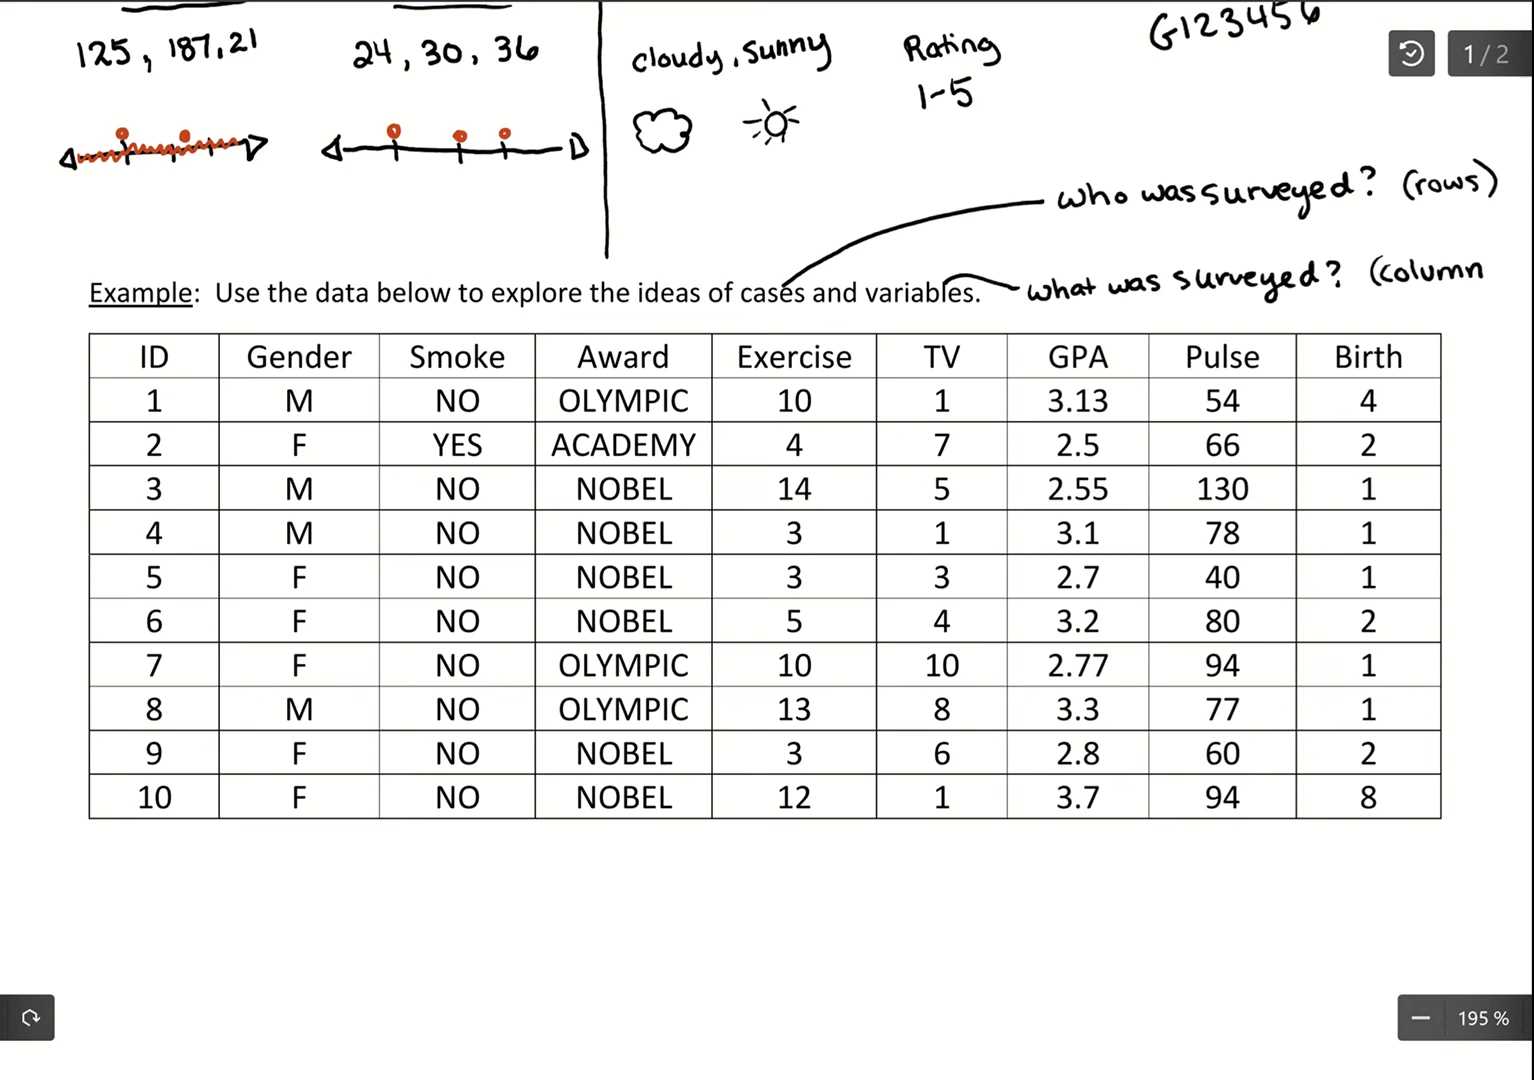 125, 187.21 24, 30, 36 cloudy, sunny Rating G123456
1-5
1 / 2
who was surveyed? (rows)
Example: Use the data below to explore the ideas of cases and variables. what was surveyed? (column
ID Gender Smoke Award Exercise TV GPA Pulse Birth
1 M NO OLYMPIC 10 1 3.13 54 4
2 F YES ACADEMY 4 7 2.5 66 2
3 M NO NOBEL 14 5 2.55 130 1
4 M NO NOBEL 3 1 3.1 78 1
5 F NO NOBEL 3 3 2.7 40 1
6 F NO NOBEL 5 4 3.2 80 2
7 F NO OLYMPIC 10 10 2.77 94 1
8 M NO OLYMPIC 13 8 3.3 77 1
9 F NO NOBEL 3 6 2.8 60 2
10 F NO NOBEL 12 1 3.7 94 8
195 %